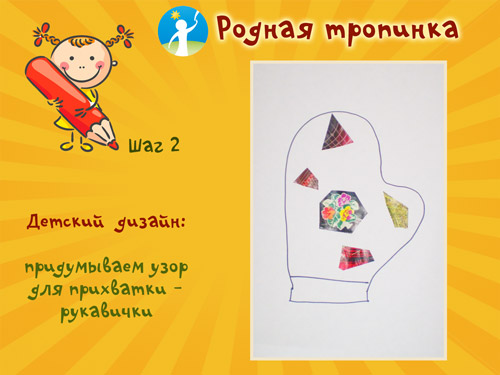 Родная тропинка
Шаг 2
Детский дизайн:
придумываем узор
для прихватки -
рукавички